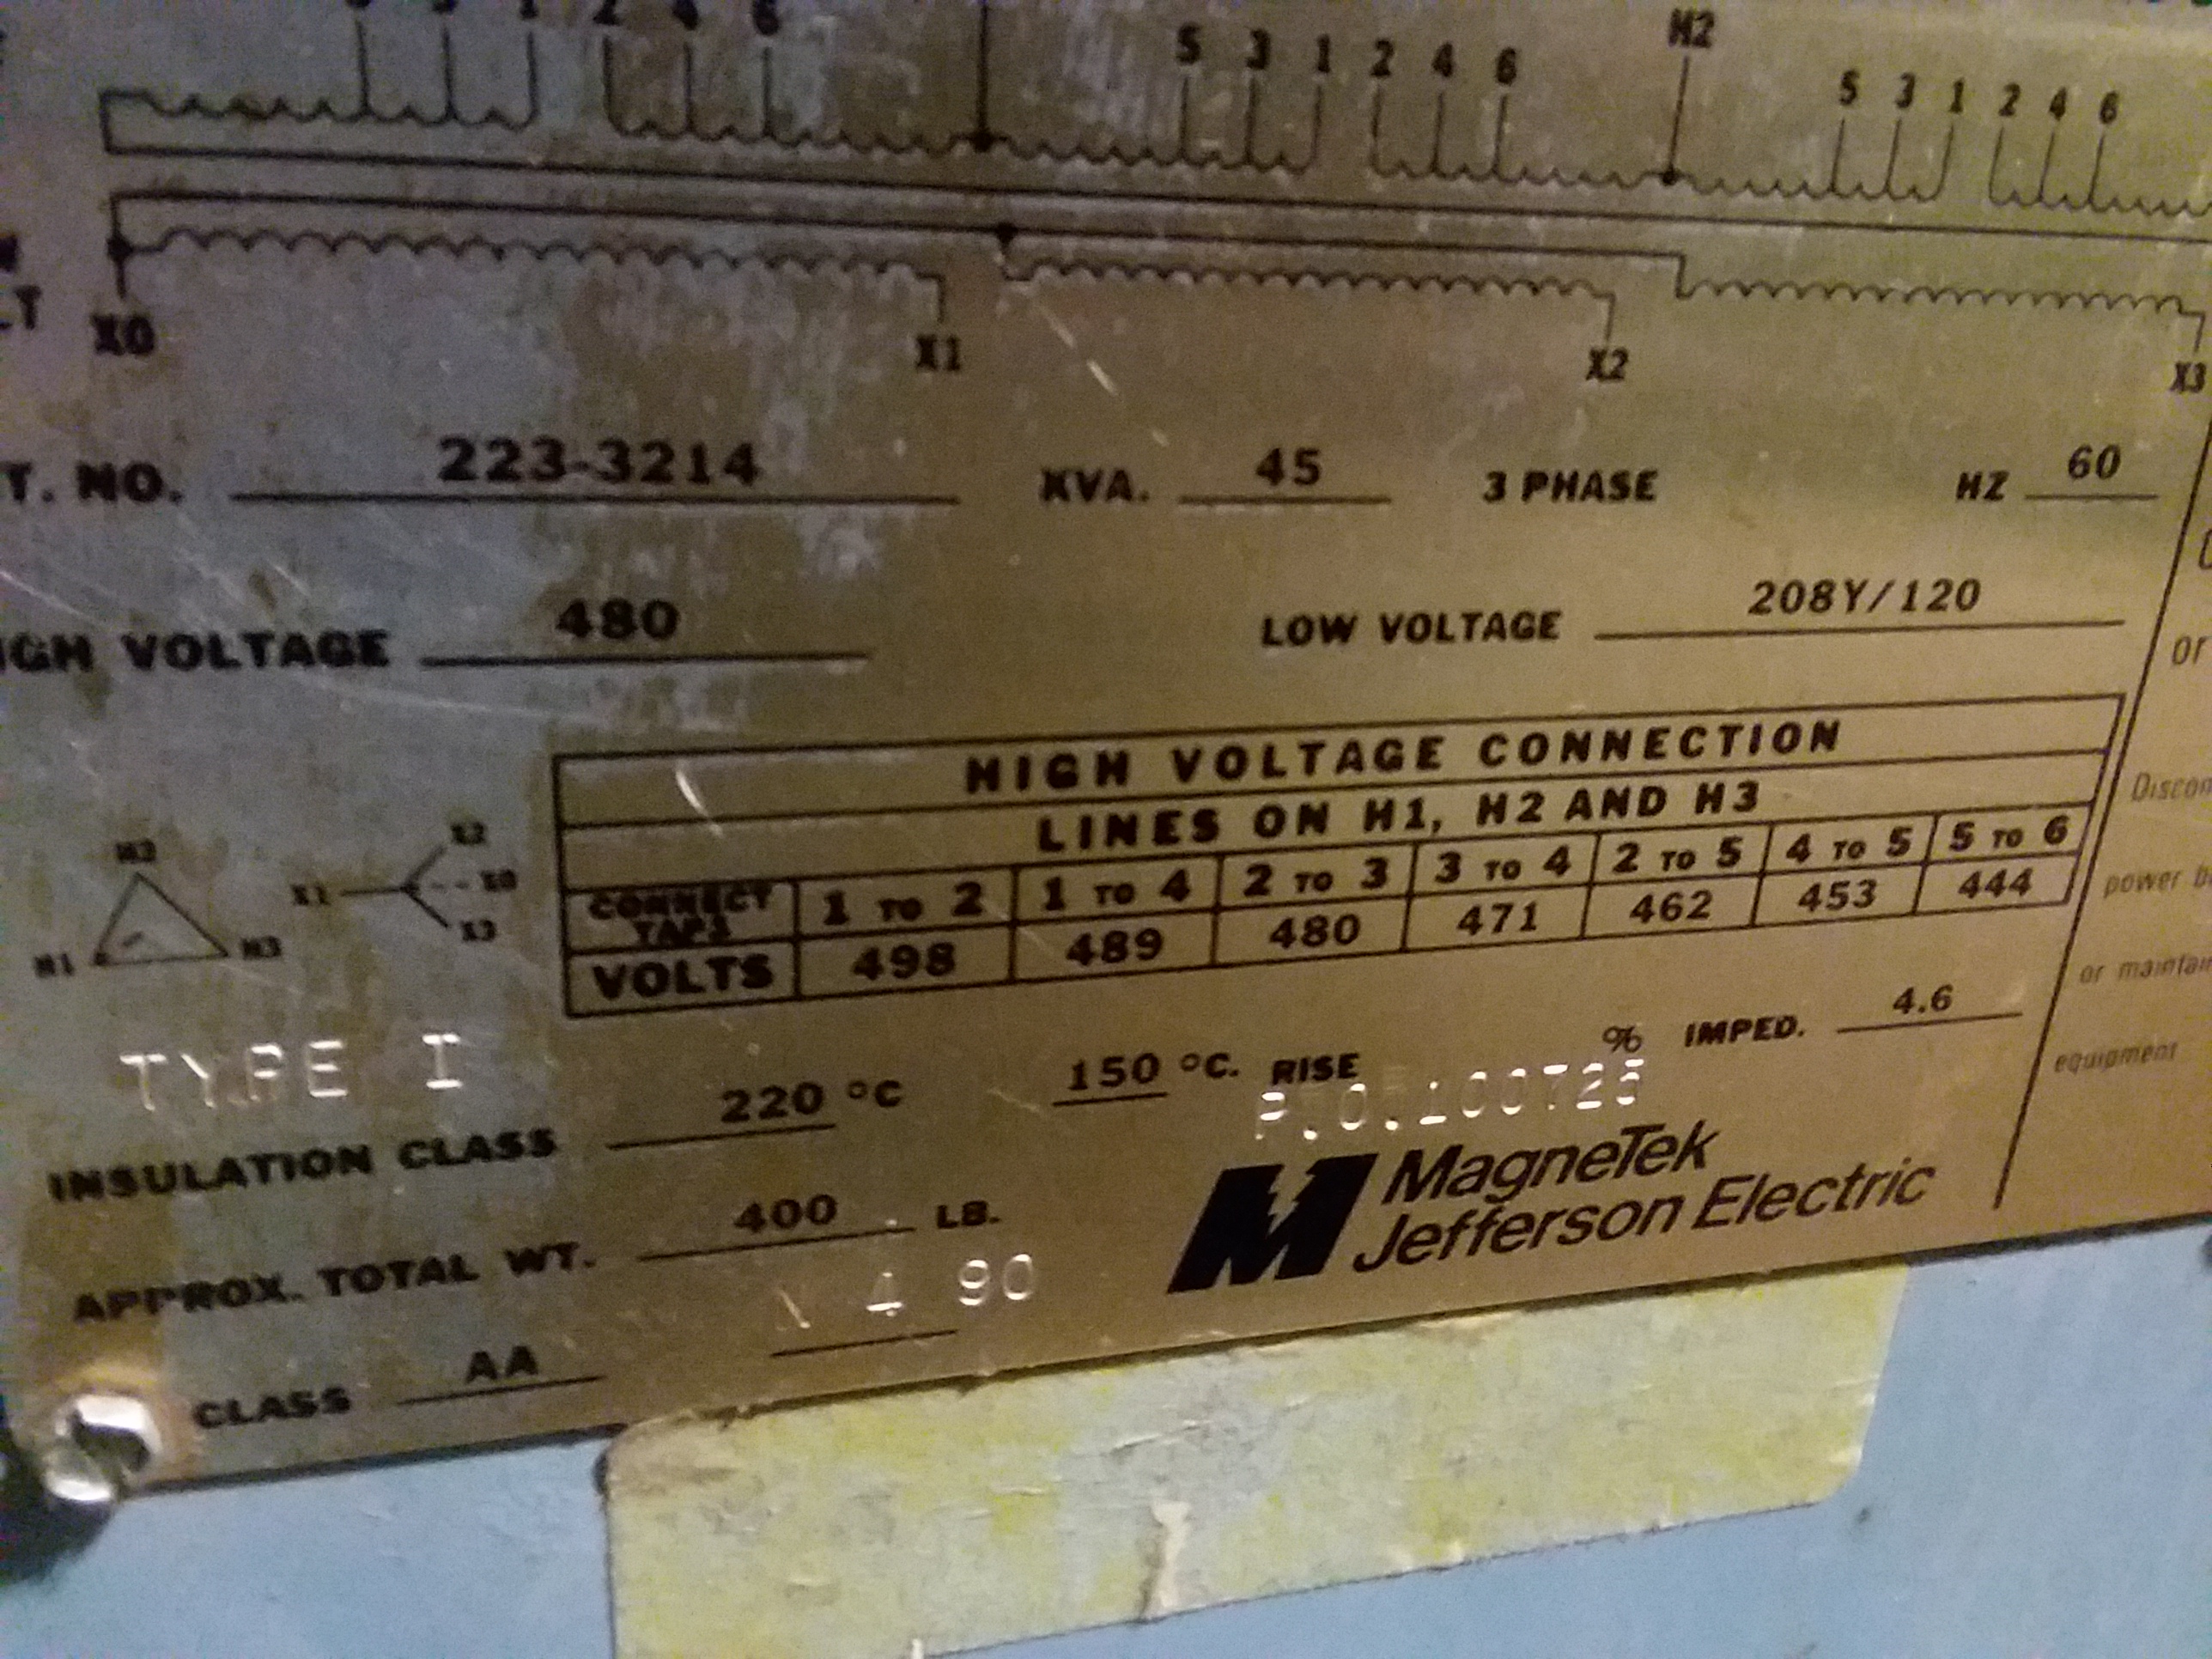 5 3 1 2 4 6
H2
5 3 1 2 4 6
1 2 4 6
X0 X1 X2 X3
T. NO. 223-3214 KVA. 45 3 PHASE HZ 60
IGH VOLTAGE 480 LOW VOLTAGE 208Y/120
or
HIGH VOLTAGE CONNECTION
LINES ON H1, H2 AND H3
CONNECT TAPS 1 TO 2 1 TO 4 2 TO 3 3 TO 4 2 TO 5 4 TO 5 5 TO 6
VOLTS 498 489 480 471 462 453 444
Discon
power b
or maintai
equipment
H2
H1 H3
X2
X1 X0
X3
TYPE I
INSULATION CLASS 220 °C 150 °C. RISE % IMPED. 4.6
P.O.
APPROX. TOTAL WT. 400 LB.
MagneTek
Jefferson Electric
4 90
CLASS AA